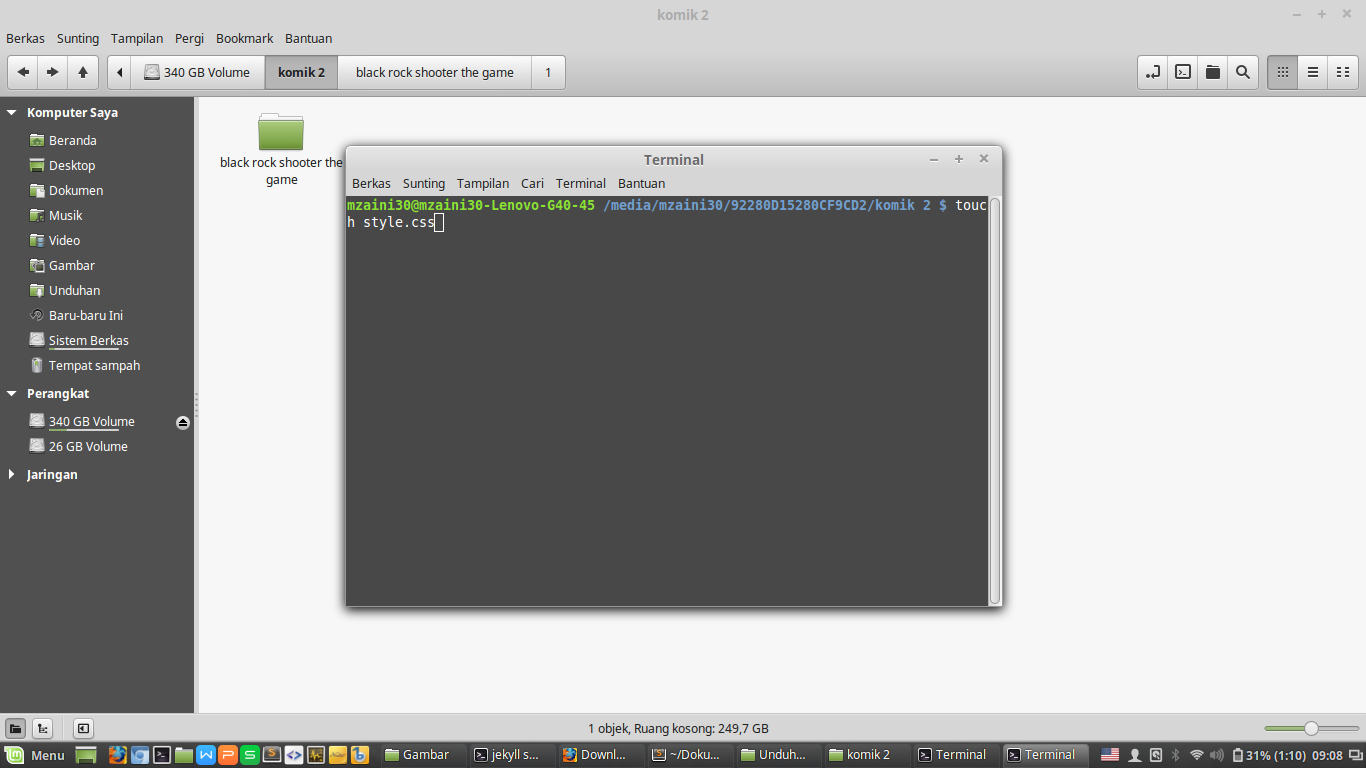 komik 2
Berkas Sunting Tampilan Pergi Bookmark Bantuan
340 GB Volume komik 2 black rock shooter the game 1
Komputer Saya
Beranda
Desktop
Dokumen
Musik
Video
Gambar
Unduhan
Baru-baru Ini
Sistem Berkas
Tempat sampah
Perangkat
340 GB Volume
26 GB Volume
Jaringan
black rock shooter the
game
Terminal
Berkas Sunting Tampilan Cari Terminal Bantuan
mzaini30@mzaini30-Lenovo-G40-45 /media/mzaini30/92280D15280CF9CD2/komik 2 $ touc
h style.css
1 objek, Ruang kosong: 249,7 GB
Menu Gambar jekyll s... Downl... ~/Doku... Unduh... komik 2 Terminal Terminal 31% (1:10) 09:08